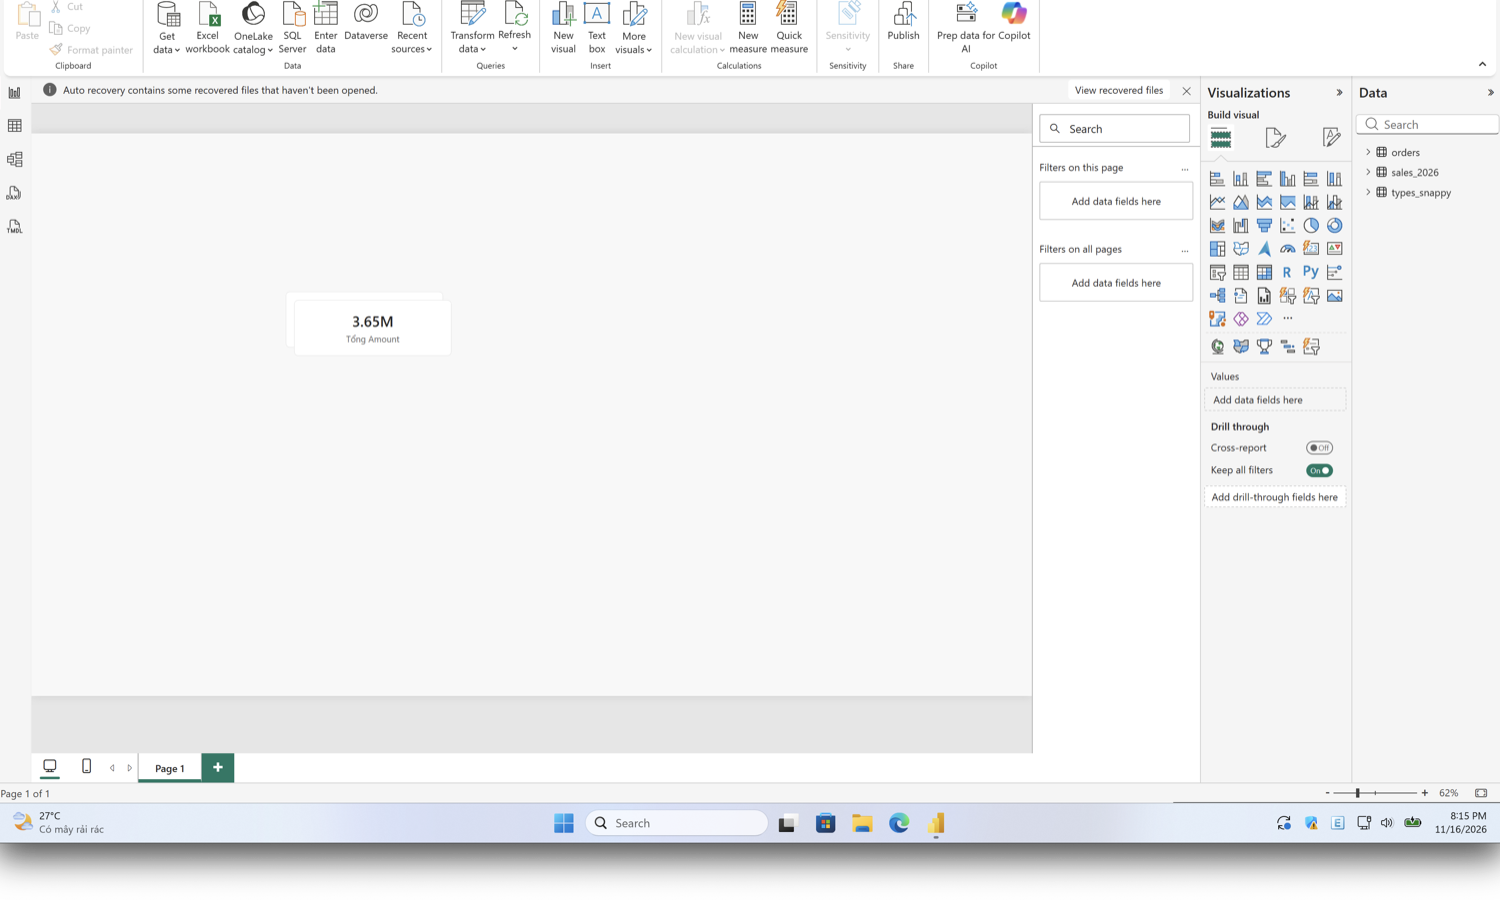 Paste
Cut
Copy
Format painter
Clipboard
Get data
Excel workbook
OneLake catalog
SQL Server
Enter data
Dataverse
Recent sources
Data
Transform data
Refresh
Queries
New visual
Text box
More visuals
Insert
New visual calculation
New measure
Quick measure
Calculations
Sensitivity
Sensitivity
Publish
Share
Prep data for AI
Copilot
Copilot
Auto recovery contains some recovered files that haven't been opened.
View recovered files
DAX
TMDL
3.65M
Tổng Amount
Search
Filters on this page
...
Add data fields here
Filters on all pages
...
Add data fields here
Visualizations
Build visual
R
Py
...
Values
Add data fields here
Drill through
Cross-report
Off
Keep all filters
On
Add drill-through fields here
Data
Search
orders
sales_2026
types_snappy
Page 1
+
Page 1 of 1
- + 62%
27°C
Có mây rải rác
Search
8:15 PM
11/16/2026